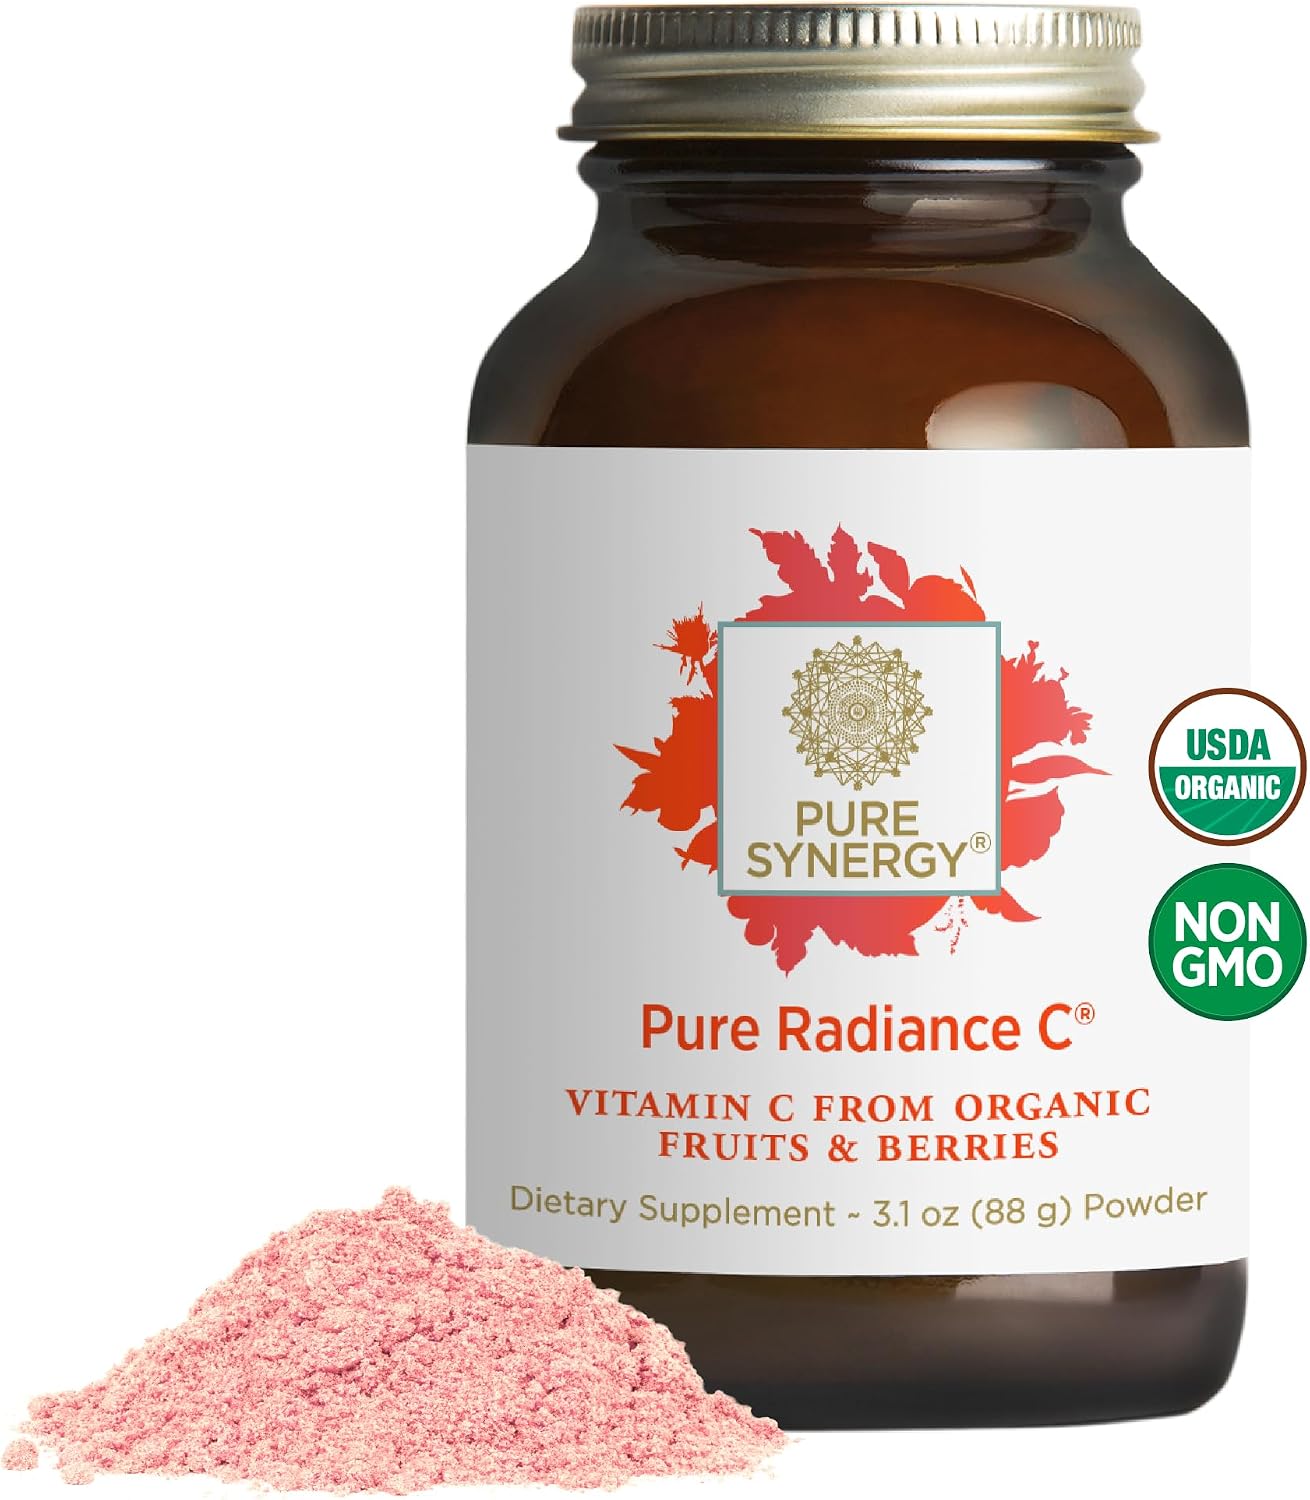 PURE
SYNERGY®
USDA
ORGANIC
NON
GMO
Pure Radiance C®
VITAMIN C FROM ORGANIC
FRUITS & BERRIES
Dietary Supplement ~ 3.1 oz (88 g) Powder